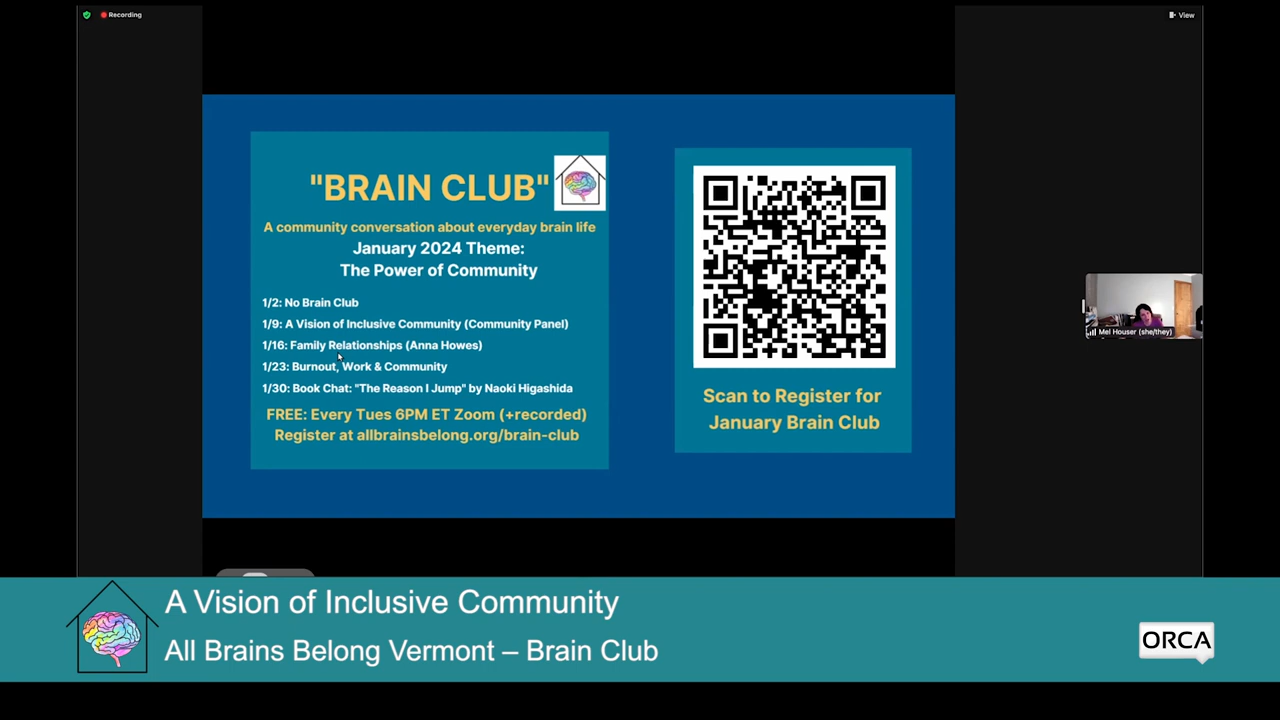 Recording
View
"BRAIN CLUB"
A community conversation about everyday brain life
January 2024 Theme:
The Power of Community
1/2: No Brain Club
1/9: A Vision of Inclusive Community (Community Panel)
1/16: Family Relationships (Anna Howes)
1/23: Burnout, Work & Community
1/30: Book Chat: "The Reason I Jump" by Naoki Higashida
FREE: Every Tues 6PM ET Zoom (+recorded)
Register at allbrainsbelong.org/brain-club
Scan to Register for
January Brain Club
Mel Houser (she/they)
A Vision of Inclusive Community
All Brains Belong Vermont – Brain Club
ORCA